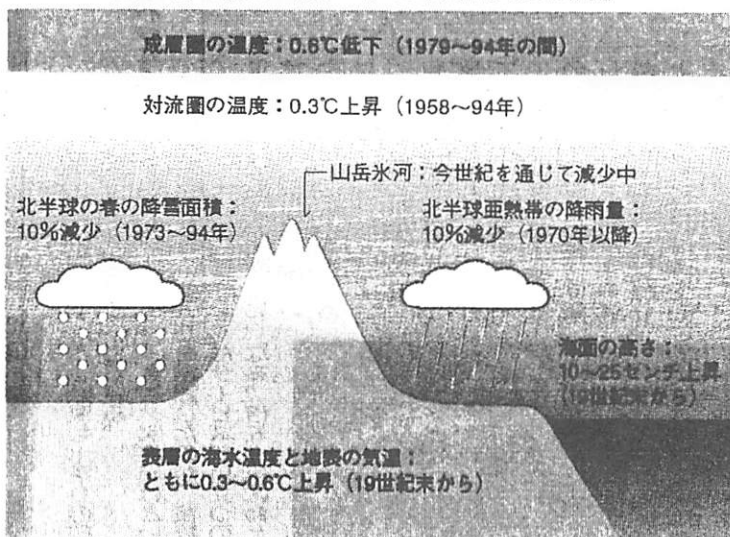 成層圏の温度：0.6℃低下（1979〜94年の間）
対流圏の温度：0.3℃上昇（1958〜94年）
山岳氷河：今世紀を通じて減少中
北半球の春の降雪面積：
10%減少（1973〜94年）
北半球亜熱帯の降雨量：
10%減少（1970年以降）
海面の高さ：
10〜25センチ上昇
（19世紀末から）
表層の海水温度と地表の気温：
ともに0.3〜0.6℃上昇（19世紀末から）